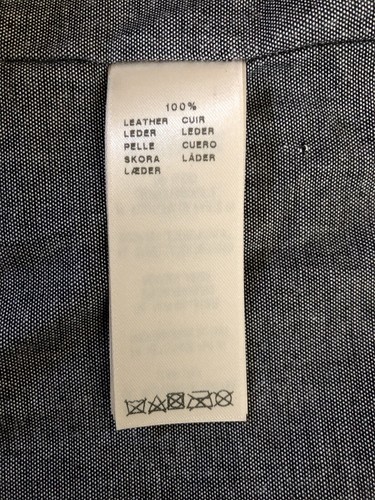 100%
LEATHER CUIR
LEDER LEDER
PELLE CUERO
SKORA LÄDER
LÆDER